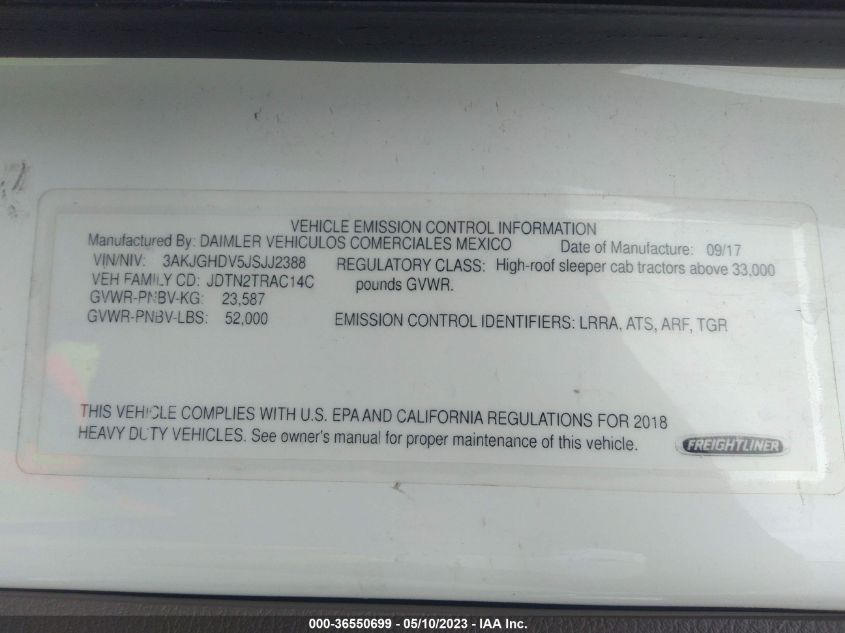 VEHICLE EMISSION CONTROL INFORMATION
Manufactured By: DAIMLER VEHICULOS COMERCIALES MEXICO Date of Manufacture: 09/17
VIN/NIV: 3AKJGHDV5JSJJ2388 REGULATORY CLASS: High-roof sleeper cab tractors above 33,000
VEH FAMILY CD: JDTN2TRAC14C pounds GVWR.
GVWR-PNBV-KG: 23,587
GVWR-PNBV-LBS: 52,000 EMISSION CONTROL IDENTIFIERS: LRRA, ATS, ARF, TGR
THIS VEHICLE COMPLIES WITH U.S. EPA AND CALIFORNIA REGULATIONS FOR 2018
HEAVY DUTY VEHICLES. See owner's manual for proper maintenance of this vehicle.
FREIGHTLINER
000-36550699 - 05/10/2023 - IAA Inc.